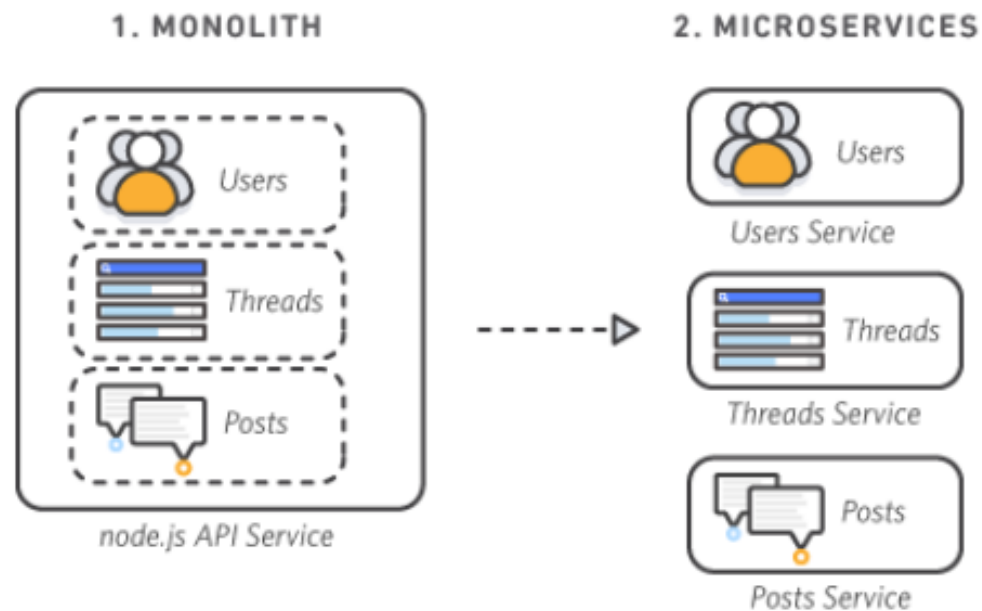 1. MONOLITH
Users
Threads
Posts
node.js API Service
2. MICROSERVICES
Users
Users Service
Threads
Threads Service
Posts
Posts Service